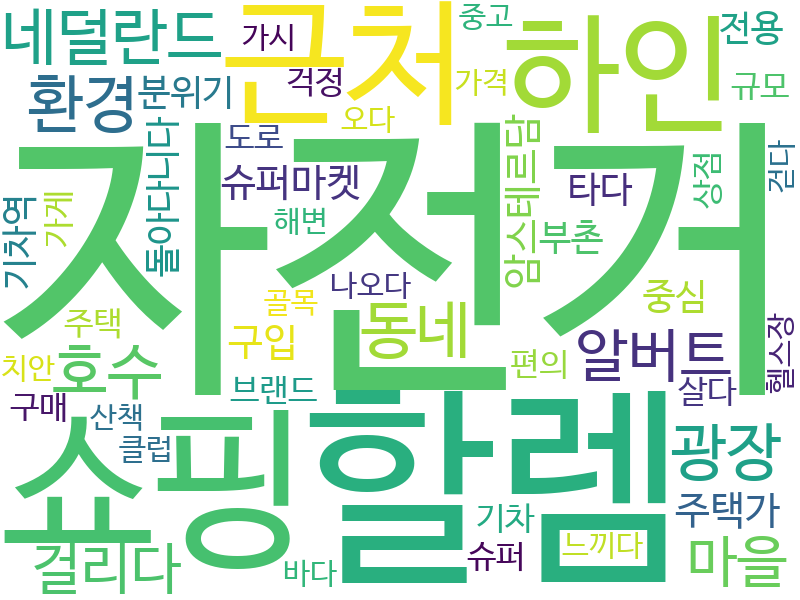 네덜란드
근처
하인
가시
중고
전용
환경
분위기
걱정
가격
규모
오다
도로
자전거
돌아다니다
슈퍼마켓
암스테르담
타다
상점
걷다
기차역
가게
해변
부촌
나오다
중심
골목
동네
주택
구입
알버트
헬스장
치안
호수
편의
구매
브랜드
살다
산책
쇼핑
할렘
클럽
광장
기차
주택가
걸리다
바다
슈퍼
느끼다
마을